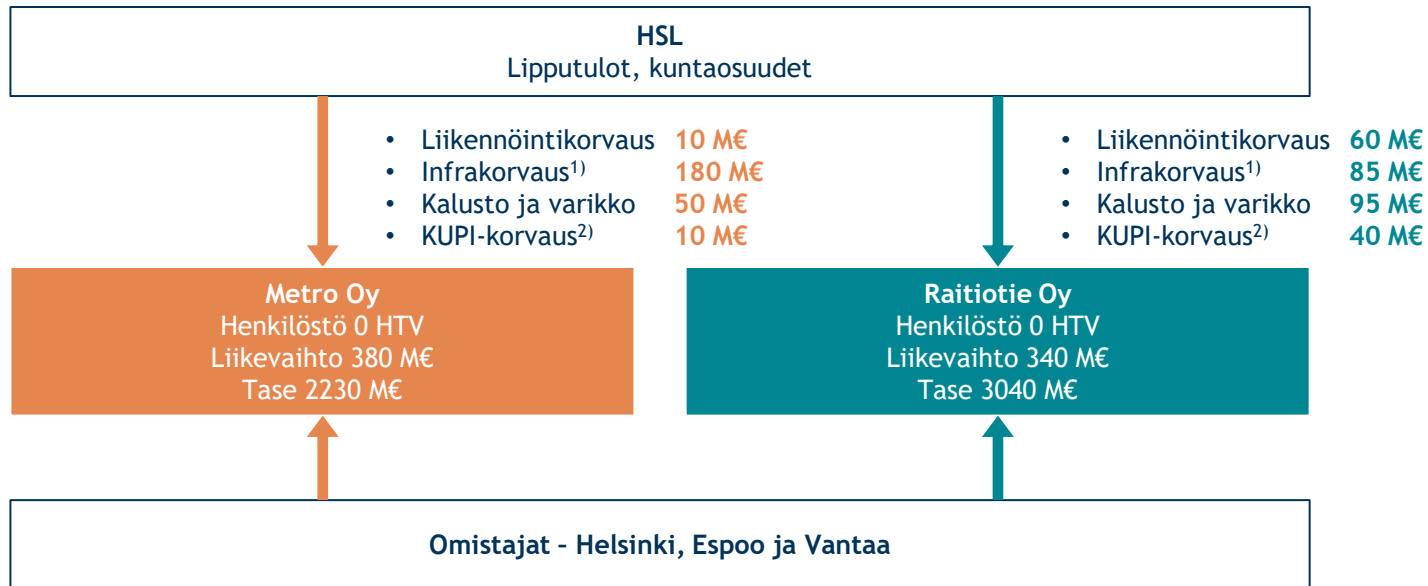 HSL
Lipputulot, kuntaosuudet
• Liikennöintikorvaus 10 M€
• Infrakorvaus1) 180 M€
• Kalusto ja varikko 50 M€
• KUPI-korvaus2) 10 M€
• Liikennöintikorvaus 60 M€
• Infrakorvaus1) 85 M€
• Kalusto ja varikko 95 M€
• KUPI-korvaus2) 40 M€
Metro Oy
Henkilöstö 0 HTV
Liikevaihto 380 M€
Tase 2230 M€
Raitiotie Oy
Henkilöstö 0 HTV
Liikevaihto 340 M€
Tase 3040 M€
Omistajat – Helsinki, Espoo ja Vantaa